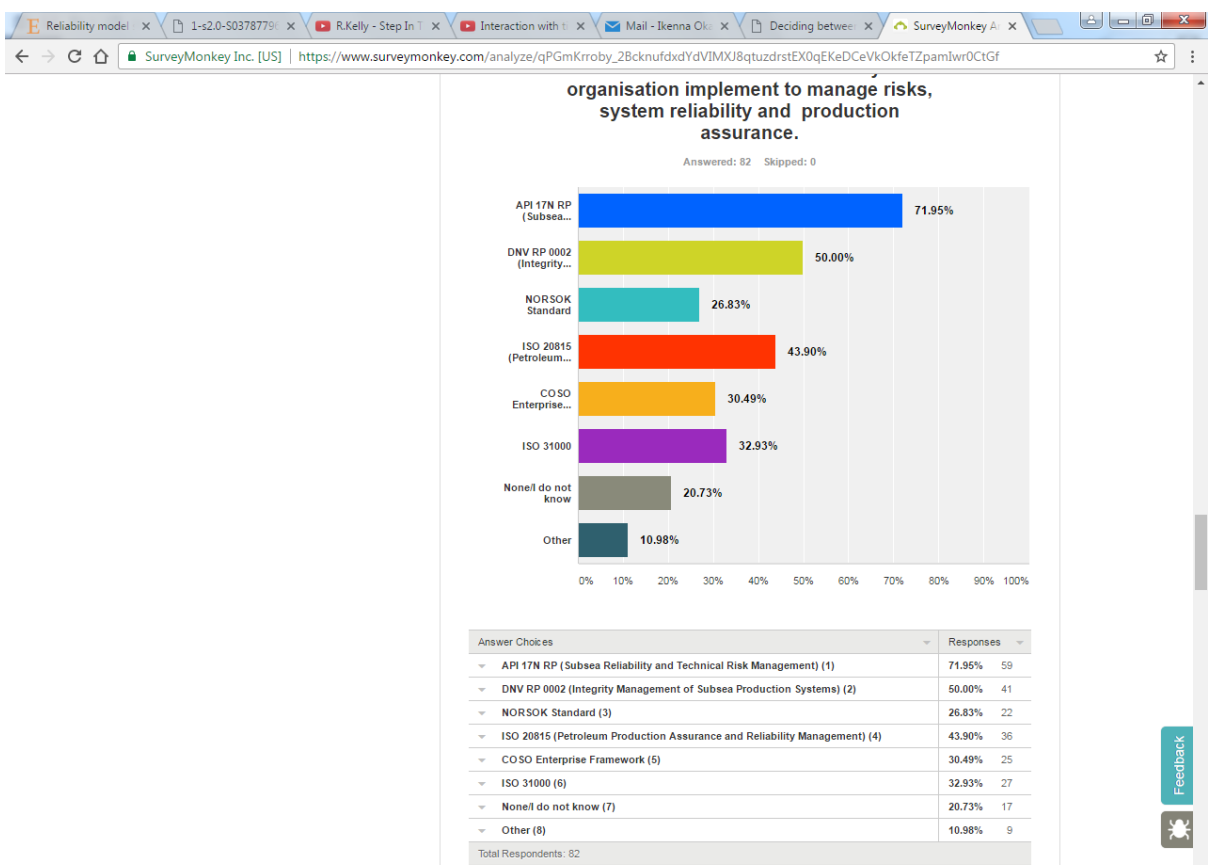 Reliability model
1-s2.0-S03787790
R.Kelly - Step In T
Interaction with ti
Mail - Ikenna Oka
Deciding between
SurveyMonkey A
SurveyMonkey Inc. [US] | https://www.surveymonkey.com/analyze/qPGmKrroby_2BcknufdxdYdVIMXJ8qtuzdrstEX0qEKeDCeVkOkfeTZpamIwr0CtGf
organisation implement to manage risks,
system reliability and production
assurance.
Answered: 82 Skipped: 0
API 17N RP
(Subsea...
71.95%
DNV RP 0002
(Integrity...
50.00%
NORSOK
Standard
26.83%
ISO 20815
(Petroleum...
43.90%
COSO
Enterprise...
30.49%
ISO 31000
32.93%
None/I do not
know
20.73%
Other
10.98%
0% 10% 20% 30% 40% 50% 60% 70% 80% 90% 100%
Answer Choices Responses
API 17N RP (Subsea Reliability and Technical Risk Management) (1) 71.95% 59
DNV RP 0002 (Integrity Management of Subsea Production Systems) (2) 50.00% 41
NORSOK Standard (3) 26.83% 22
ISO 20815 (Petroleum Production Assurance and Reliability Management) (4) 43.90% 36
COSO Enterprise Framework (5) 30.49% 25
ISO 31000 (6) 32.93% 27
None/I do not know (7) 20.73% 17
Other (8) 10.98% 9
Total Respondents: 82
Feedback